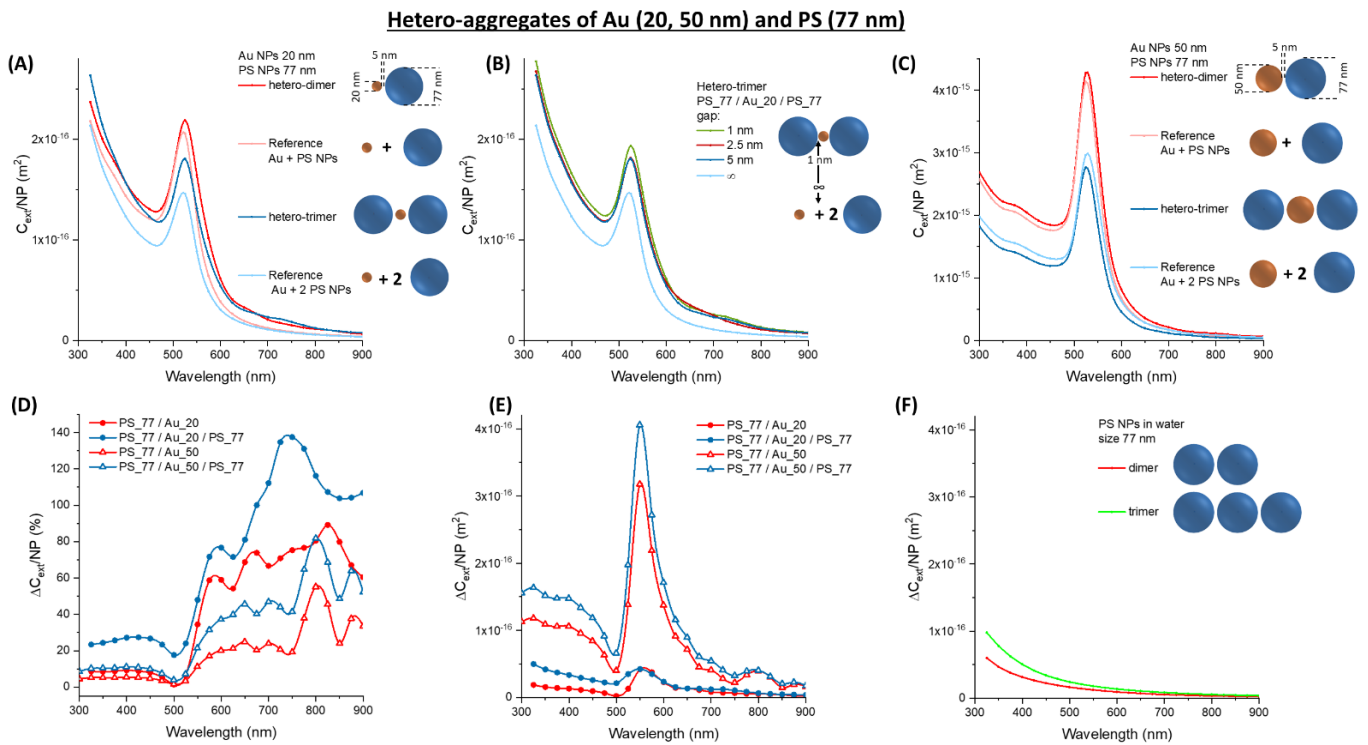 Hetero-aggregates of Au (20, 50 nm) and PS (77 nm)
(A)
Au NPs 20 nm
PS NPs 77 nm
hetero-dimer
Reference
Au + PS NPs
hetero-trimer
Reference
Au + 2 PS NPs
5 nm
20 nm
77 nm
+
+ 2
C_ext/NP (m²)
2x10⁻¹⁶
1x10⁻¹⁶
0
300 400 500 600 700 800 900
Wavelength (nm)
(B)
Hetero-trimer
PS_77 / Au_20 / PS_77
gap:
1 nm
2.5 nm
5 nm
∞
1 nm
∞
+ 2
C_ext/NP (m²)
2x10⁻¹⁶
1x10⁻¹⁶
0
300 400 500 600 700 800 900
Wavelength (nm)
(C)
Au NPs 50 nm
PS NPs 77 nm
hetero-dimer
Reference
Au + PS NPs
hetero-trimer
Reference
Au + 2 PS NPs
5 nm
50 nm
77 nm
+
+ 2
C_ext/NP (m²)
4x10⁻¹⁵
3x10⁻¹⁵
2x10⁻¹⁵
1x10⁻¹⁵
0
300 400 500 600 700 800 900
Wavelength (nm)
(D)
PS_77 / Au_20
PS_77 / Au_20 / PS_77
PS_77 / Au_50
PS_77 / Au_50 / PS_77
ΔC_ext/NP (%)
140
120
100
80
60
40
20
0
300 400 500 600 700 800 900
Wavelength (nm)
(E)
PS_77 / Au_20
PS_77 / Au_20 / PS_77
PS_77 / Au_50
PS_77 / Au_50 / PS_77
ΔC_ext/NP (m²)
4x10⁻¹⁶
3x10⁻¹⁶
2x10⁻¹⁶
1x10⁻¹⁶
0
300 400 500 600 700 800 900
Wavelength (nm)
(F)
PS NPs in water
size 77 nm
dimer
trimer
ΔC_ext/NP (m²)
4x10⁻¹⁶
3x10⁻¹⁶
2x10⁻¹⁶
1x10⁻¹⁶
0
300 400 500 600 700 800 900
Wavelength (nm)